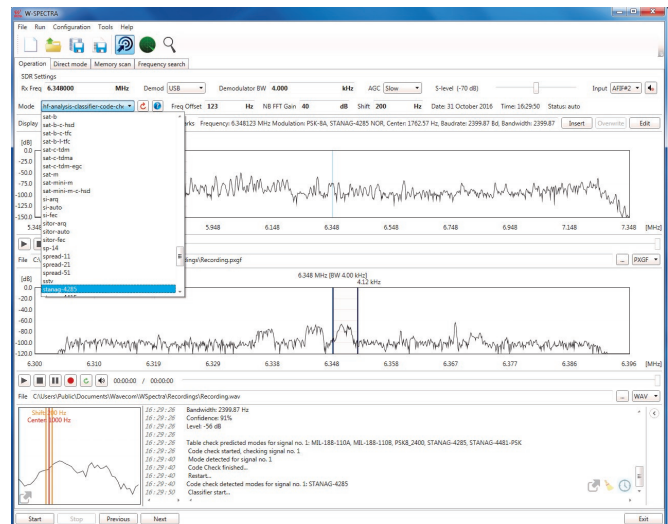 W-SPECTRA
File Run Configuration Tools Help
Operation Direct mode Memory scan Frequency search
SDR Settings
Rx Freq 6.348000 MHz Demod USB Demodulator BW 4.000 kHz AGC Slow S-level (-70 dB) Input AFIF#2
Mode hf-analysis-classifier-code-che Freq Offset 123 Hz NB FFT Gain 40 dB Shift 200 Hz Date: 31 October 2016 Time: 16:29:50 Status: auto
Display rks Frequency: 6.348123 MHz Modulation: PSK-8A, STANAG-4285 NOR, Center: 1762.57 Hz, Baudrate: 2399.87 Bd, Bandwidth: 2399.87 Insert Overwrite Edit
sat-b
sat-b-c-hsd
sat-b-c-tfc
sat-b-l-tfc
sat-c-tdm
sat-c-tdma
sat-c-tdm-egc
sat-m
sat-mini-m
sat-mini-m-c-hsd
si-arq
si-auto
si-fec
sitor-arq
sitor-auto
sitor-fec
sp-14
spread-11
spread-21
spread-51
sstv
stanag-4285
[dB]
0.0
-25.0
-50.0
-75.0
-100.0
-125.0
-150.0
5.348 5.948 6.148 6.348 6.548 6.748 6.948 7.148 7.348 [MHz]
File C:\ dings\Recording.pxgf ... PXGF
[dB] 6.348 MHz [BW 4.00 kHz]
4.12 kHz
0.0
-20.0
-40.0
-60.0
-80.0
-100.0
-120.0
6.300 6.310 6.319 6.329 6.338 6.348 6.358 6.367 6.377 6.386 6.396 [MHz]
00:00:00 / 00:00:00
File C:\Users\Public\Documents\Wavecom\WSpectra\Recordings\Recording.wav ... WAV
Shift: 200 Hz
Center: 1000 Hz
16:29:26 Bandwidth: 2399.87 Hz
16:29:26 Confidence: 91%
16:29:26 Level: -56 dB
16:29:26
16:29:26 Table check predicted modes for signal no. 1: MIL-188-110A, MIL-188-110B, PSK8_2400, STANAG-4285, STANAG-4481-PSK
16:29:26 Code check started, checking signal no. 1
16:29:40 Mode detected for signal no. 1
16:29:40 Code Check finished...
16:29:40 Restart...
16:29:40 Code check detected modes for signal no. 1: STANAG-4285
16:29:50 Classifier start...
Start Stop Previous Next Exit